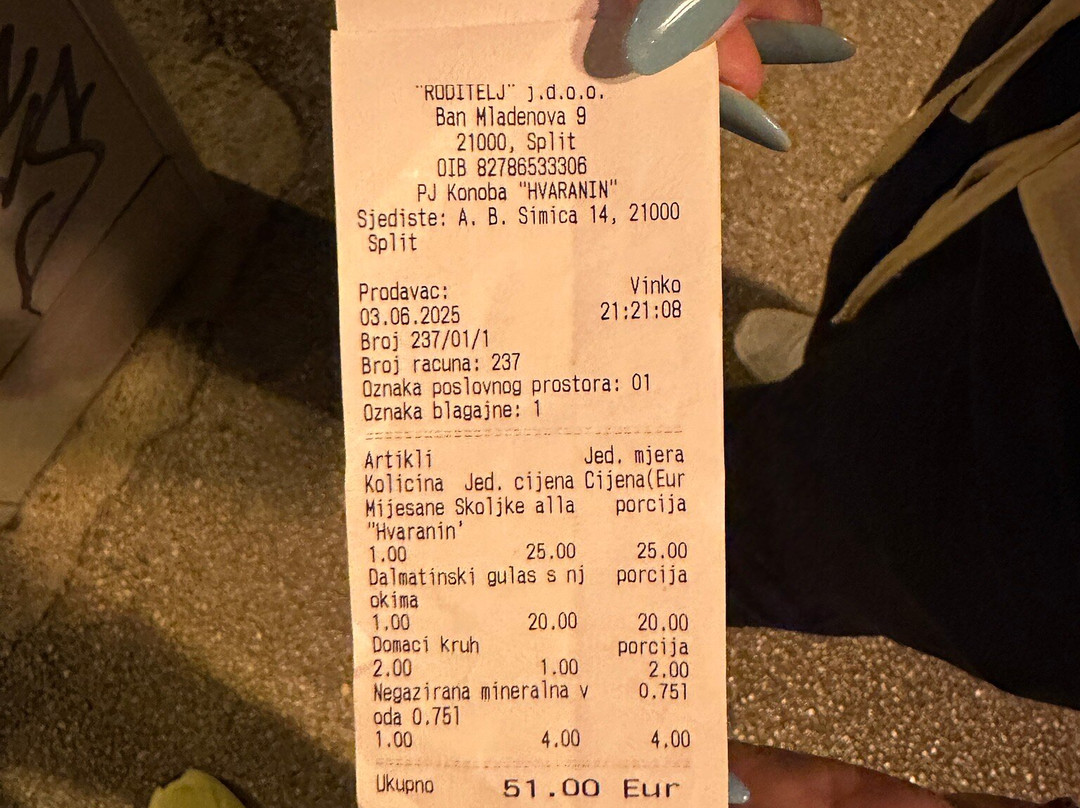 "RODITELJ" j.d.o.o.
Ban Mladenova 9
21000, Split
OIB 82786533306
PJ Konoba "HVARANIN"
Sjediste: A. B. Simica 14, 21000
Split
Prodavac: Vinko
03.06.2025 21:21:08
Broj 237/01/1
Broj racuna: 237
Oznaka poslovnog prostora: 01
Oznaka blagajne: 1
Artikli Jed. mjera
Kolicina Jed. cijena Cijena(Eur
Mijesane Skoljke alla porcija
"Hvaranin'
1.00 25.00 25.00
Dalmatinski gulas s nj porcija
okima
1.00 20.00 20.00
Domaci kruh porcija
2.00 1.00 2.00
Negazirana mineralna v 0.75l
oda 0.75l
1.00 4.00 4.00
Ukupno 51.00 Eur